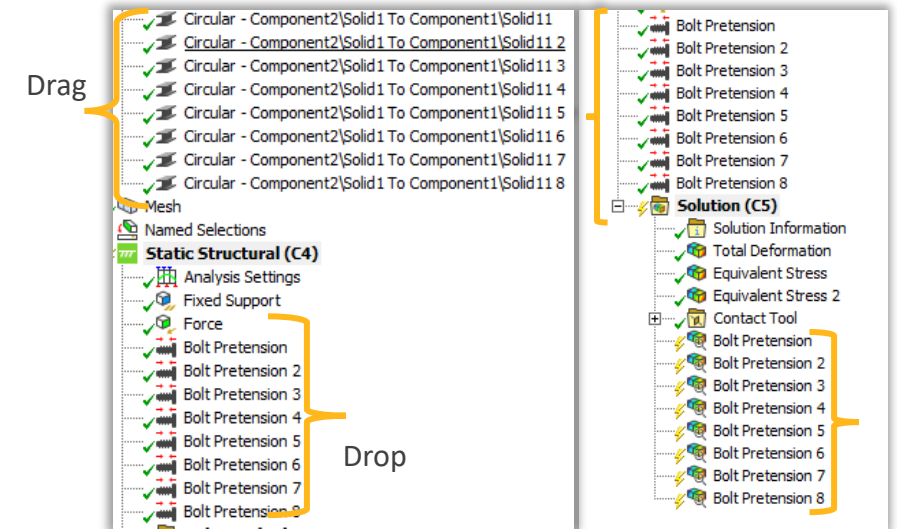 Drag
Circular - Component2\Solid1 To Component1\Solid11
Circular - Component2\Solid1 To Component1\Solid11 2
Circular - Component2\Solid1 To Component1\Solid11 3
Circular - Component2\Solid1 To Component1\Solid11 4
Circular - Component2\Solid1 To Component1\Solid11 5
Circular - Component2\Solid1 To Component1\Solid11 6
Circular - Component2\Solid1 To Component1\Solid11 7
Circular - Component2\Solid1 To Component1\Solid11 8
Mesh
Named Selections
Static Structural (C4)
Analysis Settings
Fixed Support
Force
Bolt Pretension
Bolt Pretension 2
Bolt Pretension 3
Bolt Pretension 4
Bolt Pretension 5
Bolt Pretension 6
Bolt Pretension 7
Bolt Pretension 8
Drop
Bolt Pretension
Bolt Pretension 2
Bolt Pretension 3
Bolt Pretension 4
Bolt Pretension 5
Bolt Pretension 6
Bolt Pretension 7
Bolt Pretension 8
Solution (C5)
Solution Information
Total Deformation
Equivalent Stress
Equivalent Stress 2
Contact Tool
Bolt Pretension
Bolt Pretension 2
Bolt Pretension 3
Bolt Pretension 4
Bolt Pretension 5
Bolt Pretension 6
Bolt Pretension 7
Bolt Pretension 8